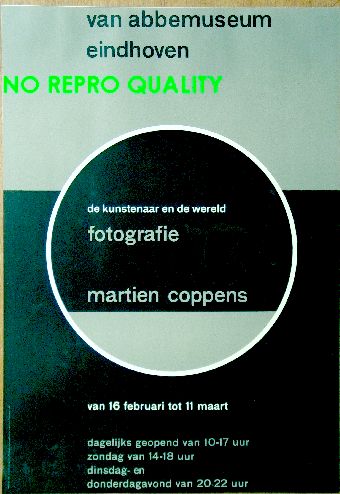 van abbemuseum
eindhoven
NO REPRO QUALITY
de kunstenaar en de wereld
fotografie
martien coppens
van 16 februari tot 11 maart
dagelijks geopend van 10-17 uur
zondag van 14-18 uur
dinsdag- en
donderdagavond van 20.22 uur